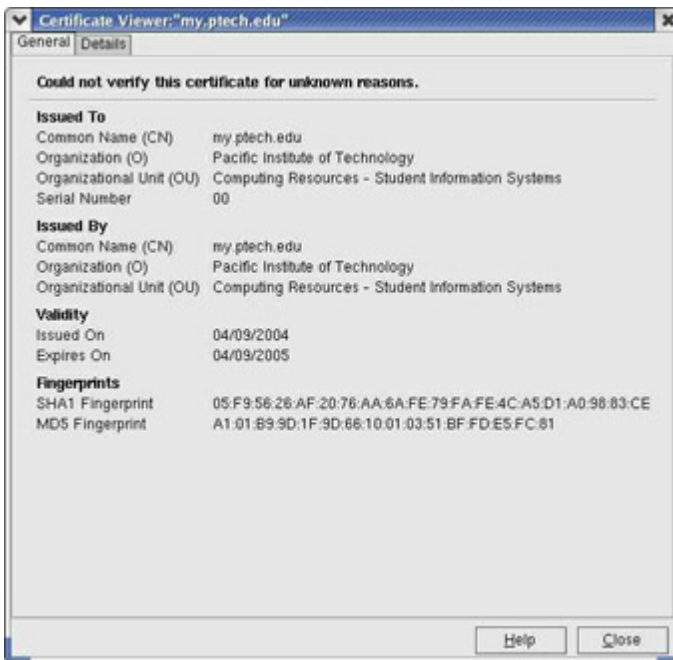 Certificate Viewer:"my.ptech.edu"
General Details
Could not verify this certificate for unknown reasons.
Issued To
Common Name (CN) my.ptech.edu
Organization (O) Pacific Institute of Technology
Organizational Unit (OU) Computing Resources - Student Information Systems
Serial Number 00
Issued By
Common Name (CN) my.ptech.edu
Organization (O) Pacific Institute of Technology
Organizational Unit (OU) Computing Resources - Student Information Systems
Validity
Issued On 04/09/2004
Expires On 04/09/2005
Fingerprints
SHA1 Fingerprint 05:F9:56:26:AF:20:76:AA:6A:FE:79:FA:FE:4C:A5:D1:A0:98:83:CE
MD5 Fingerprint A1:01:B9:9D:1F:9D:66:10:01:03:51:BF:FD:E5:FC:81
Help Close